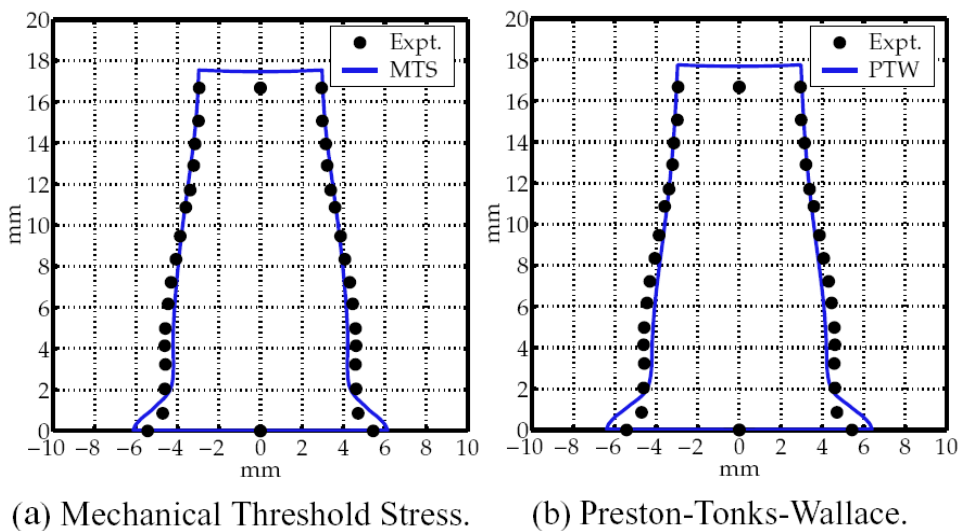 20
18
16
14
12
10
8
6
4
2
0
mm
−10 −8 −6 −4 −2 0 2 4 6 8 10
mm
Expt.
MTS
(a) Mechanical Threshold Stress.
20
18
16
14
12
10
8
6
4
2
0
mm
−10 −8 −6 −4 −2 0 2 4 6 8 10
mm
Expt.
PTW
(b) Preston-Tonks-Wallace.